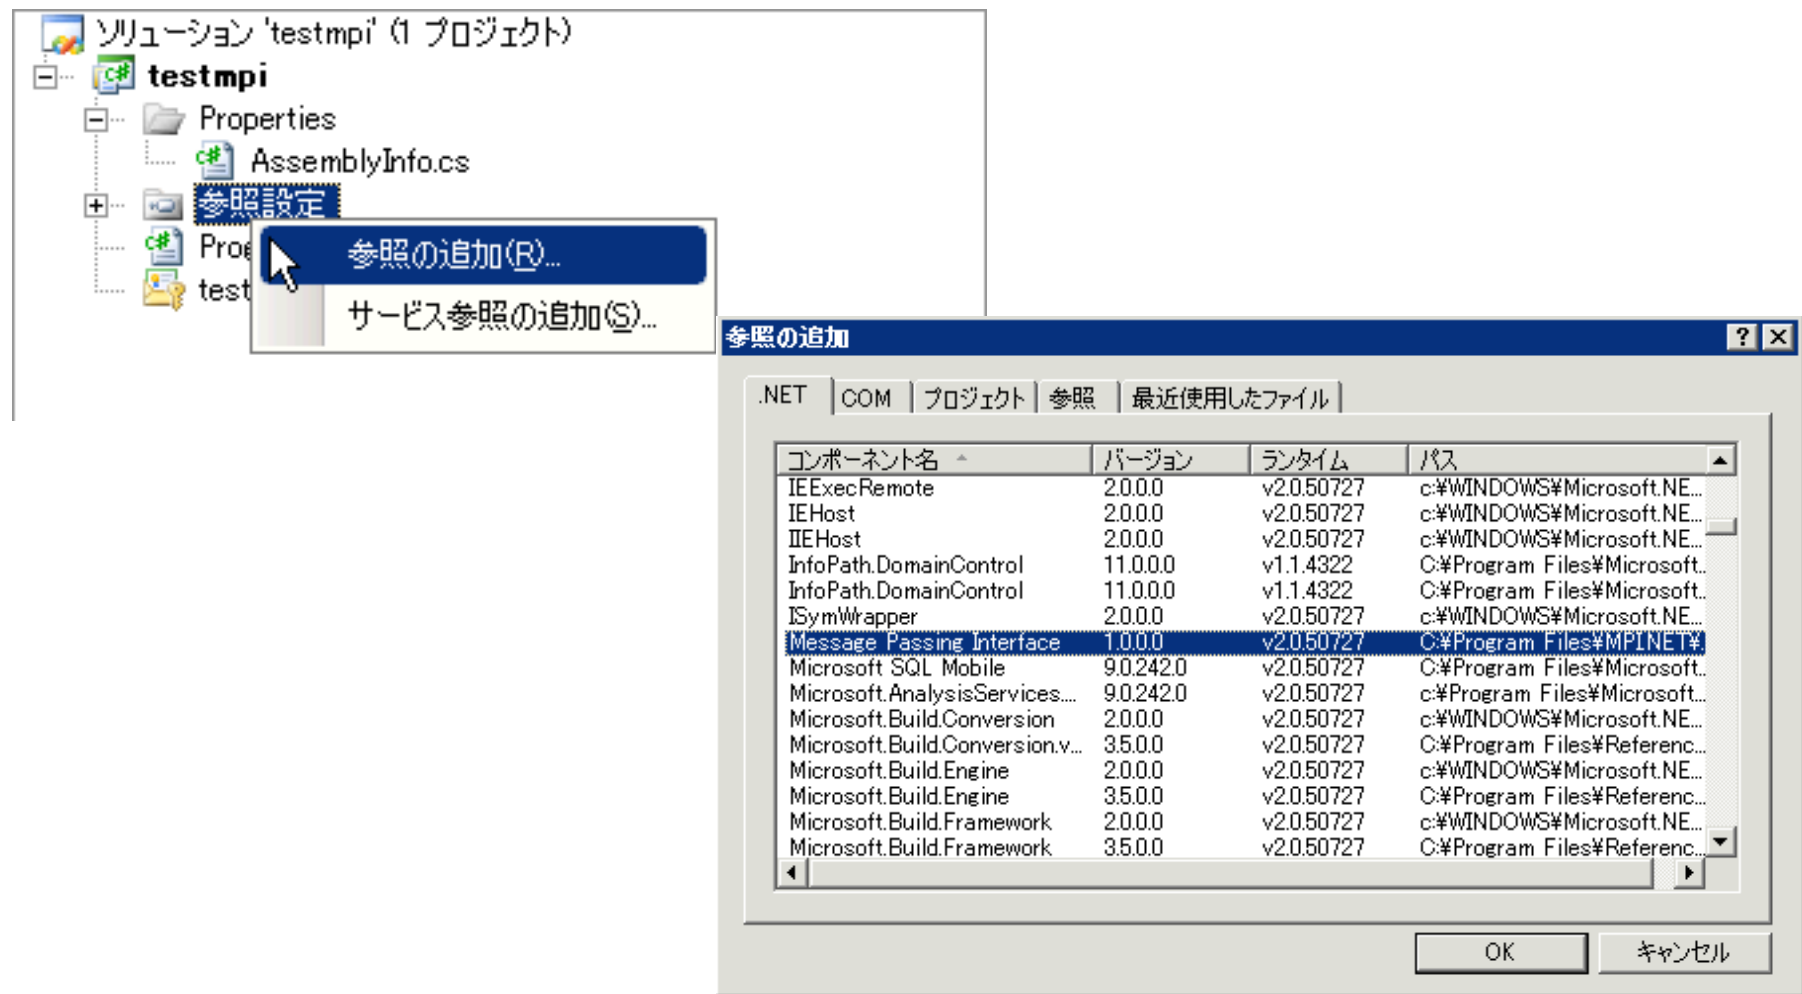 ソリューション 'testmpi' (1 プロジェクト)
testmpi
Properties
AssemblyInfo.cs
参照設定
Prog
test
参照の追加(R)...
サービス参照の追加(S)...
参照の追加
.NET COM プロジェクト 参照 最近使用したファイル
コンポーネント名 バージョン ランタイム パス
IEExecRemote 2.0.0.0 v2.0.50727 c:¥WINDOWS¥Microsoft.NE...
IEHost 2.0.0.0 v2.0.50727 c:¥WINDOWS¥Microsoft.NE...
IIEHost 2.0.0.0 v2.0.50727 c:¥WINDOWS¥Microsoft.NE...
InfoPath.DomainControl 11.0.0.0 v1.1.4322 C:¥Program Files¥Microsoft...
InfoPath.DomainControl 11.0.0.0 v1.1.4322 C:¥Program Files¥Microsoft...
ISymWrapper 2.0.0.0 v2.0.50727 c:¥WINDOWS¥Microsoft.NE...
Message Passing Interface 1.0.0.0 v2.0.50727 C:¥Program Files¥MPI.NET¥...
Microsoft SQL Mobile 9.0.242.0 v2.0.50727 C:¥Program Files¥Microsoft...
Microsoft.AnalysisServices.... 9.0.242.0 v2.0.50727 c:¥Program Files¥Microsoft...
Microsoft.Build.Conversion 2.0.0.0 v2.0.50727 c:¥WINDOWS¥Microsoft.NE...
Microsoft.Build.Conversion.v... 3.5.0.0 v2.0.50727 C:¥Program Files¥Referenc...
Microsoft.Build.Engine 2.0.0.0 v2.0.50727 c:¥WINDOWS¥Microsoft.NE...
Microsoft.Build.Engine 3.5.0.0 v2.0.50727 C:¥Program Files¥Referenc...
Microsoft.Build.Framework 2.0.0.0 v2.0.50727 c:¥WINDOWS¥Microsoft.NE...
Microsoft.Build.Framework 3.5.0.0 v2.0.50727 C:¥Program Files¥Referenc...
OK キャンセル